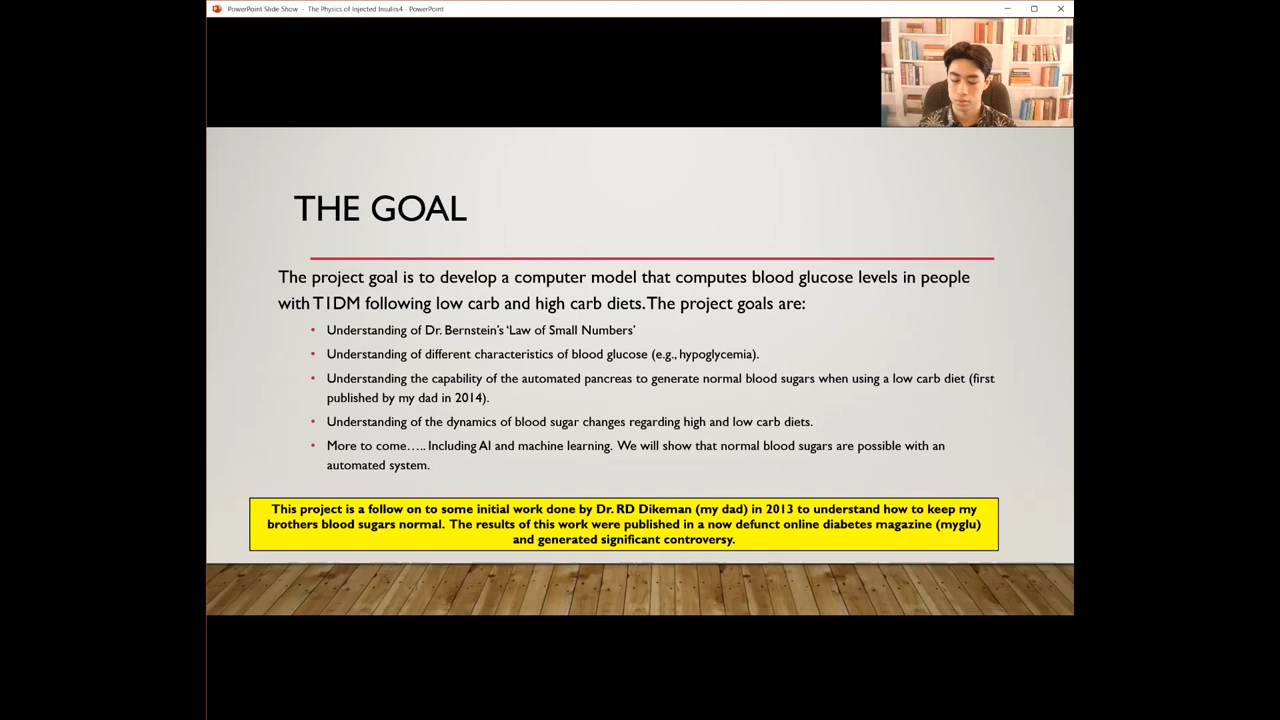 PowerPoint Slide Show - The Physics of Injected Insulin.4 - PowerPoint
THE GOAL
The project goal is to develop a computer model that computes blood glucose levels in people
with T1DM following low carb and high carb diets. The project goals are:
• Understanding of Dr. Bernstein's 'Law of Small Numbers'
• Understanding of different characteristics of blood glucose (e.g., hypoglycemia).
• Understanding the capability of the automated pancreas to generate normal blood sugars when using a low carb diet (first
published by my dad in 2014).
• Understanding of the dynamics of blood sugar changes regarding high and low carb diets.
• More to come….. Including AI and machine learning. We will show that normal blood sugars are possible with an
automated system.
This project is a follow on to some initial work done by Dr. RD Dikeman (my dad) in 2013 to understand how to keep my
brothers blood sugars normal. The results of this work were published in a now defunct online diabetes magazine (myglu)
and generated significant controversy.